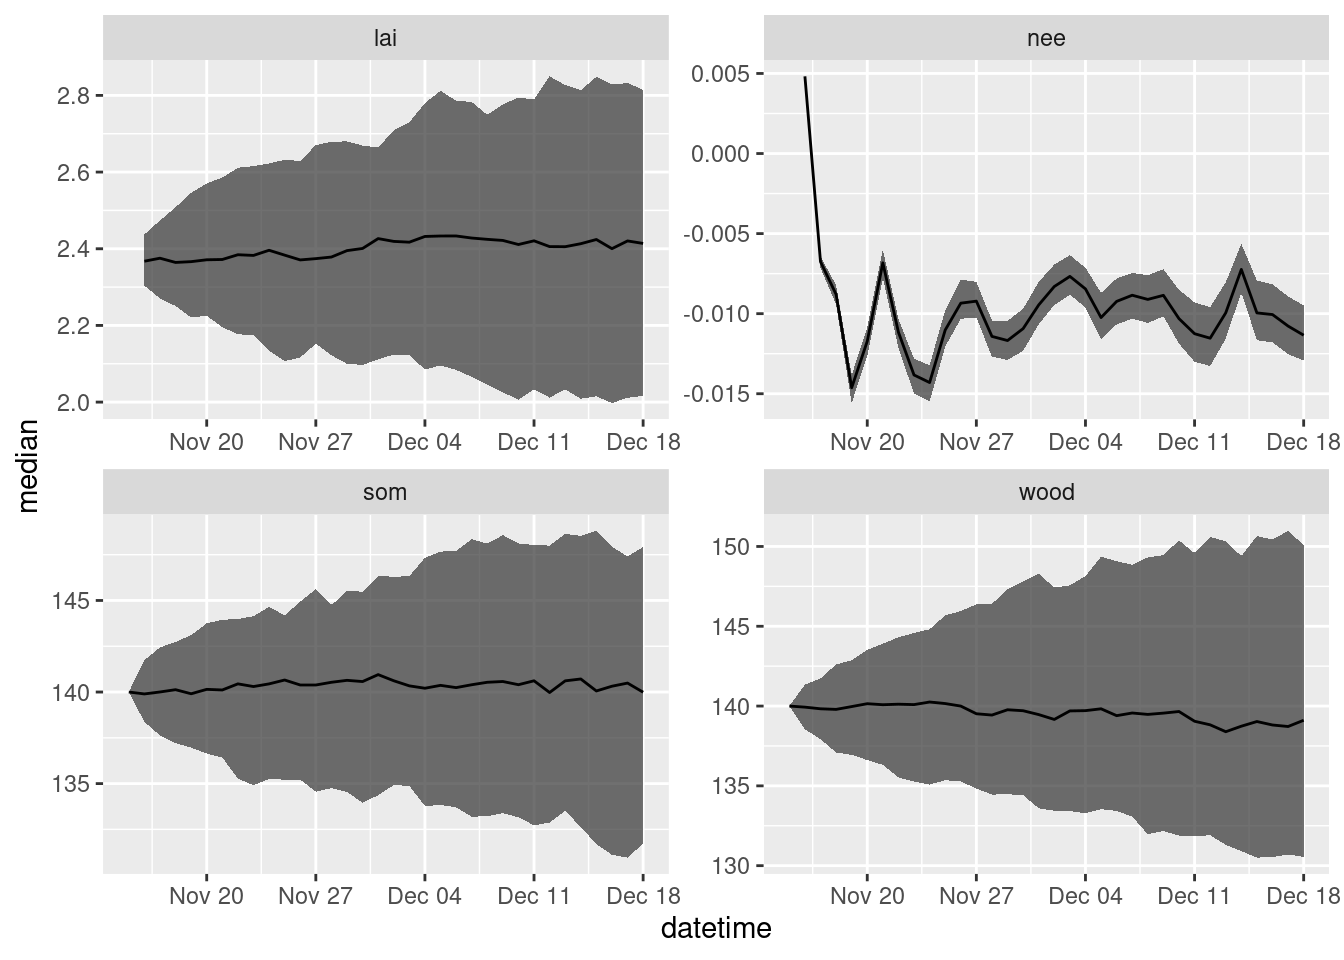 lai
nee
2.8
2.6
2.4
2.2
2.0
0.005
0.000
-0.005
-0.010
-0.015
Nov 20 Nov 27 Dec 04 Dec 11 Dec 18
Nov 20 Nov 27 Dec 04 Dec 11 Dec 18
median
som
wood
145
140
135
150
145
140
135
130
Nov 20 Nov 27 Dec 04 Dec 11 Dec 18
Nov 20 Nov 27 Dec 04 Dec 11 Dec 18
datetime